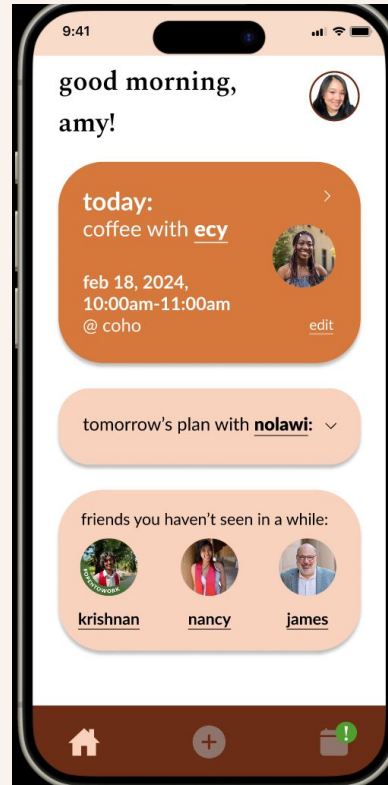 9:41
good morning,
amy!
today:
coffee with ecy
feb 18, 2024,
10:00am-11:00am
@ coho
edit
tomorrow's plan with nolawi:
friends you haven't seen in a while:
#OPENTOWORK
krishnan
nancy
james
!